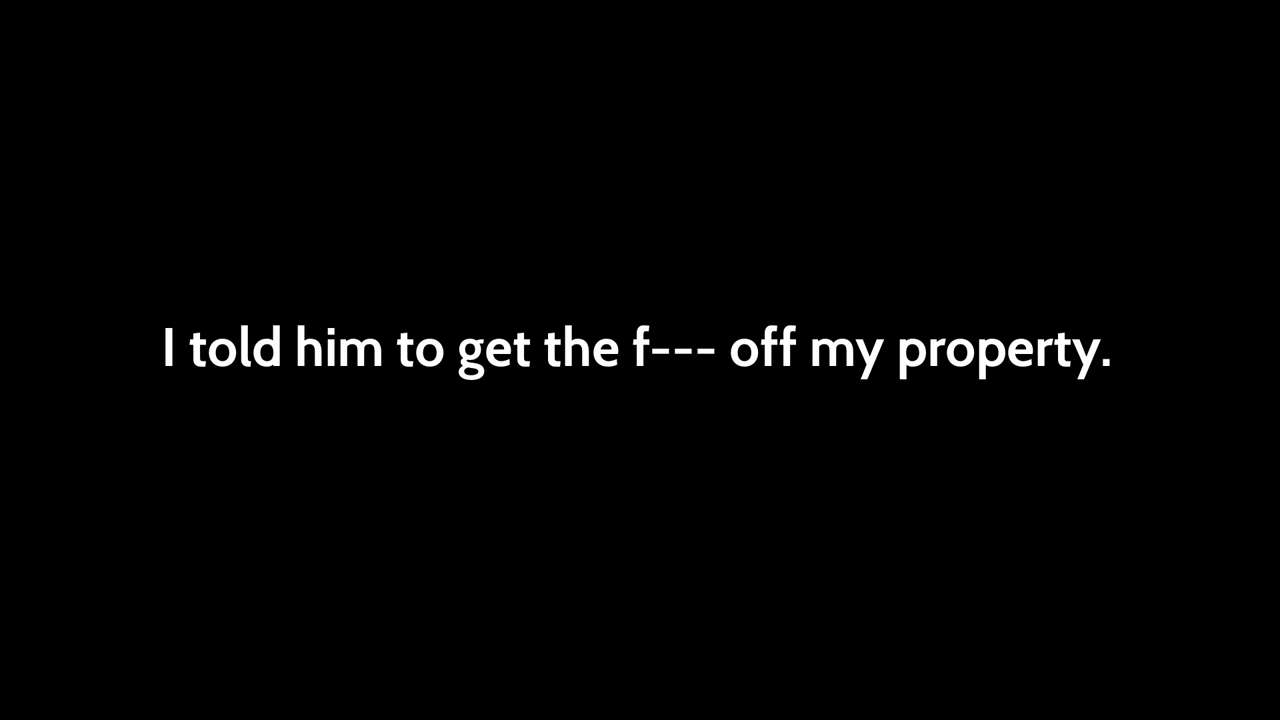 I told him to get the f--- off my property.